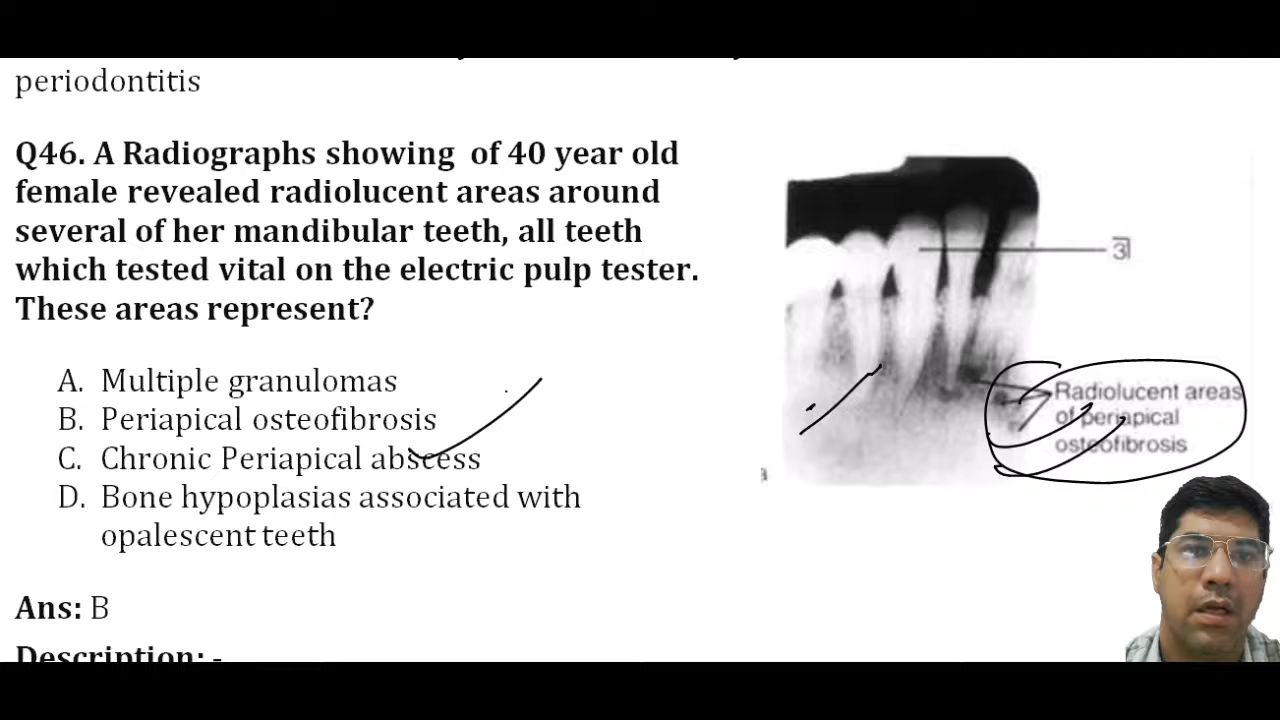 periodontitis
Q46. A Radiographs showing of 40 year old
female revealed radiolucent areas around
several of her mandibular teeth, all teeth
which tested vital on the electric pulp tester.
These areas represent?
A. Multiple granulomas
B. Periapical osteofibrosis
C. Chronic Periapical abscess
D. Bone hypoplasias associated with
opalescent teeth
Ans: B
Description: -
3
Radiolucent areas
of periapical
osteofibrosis